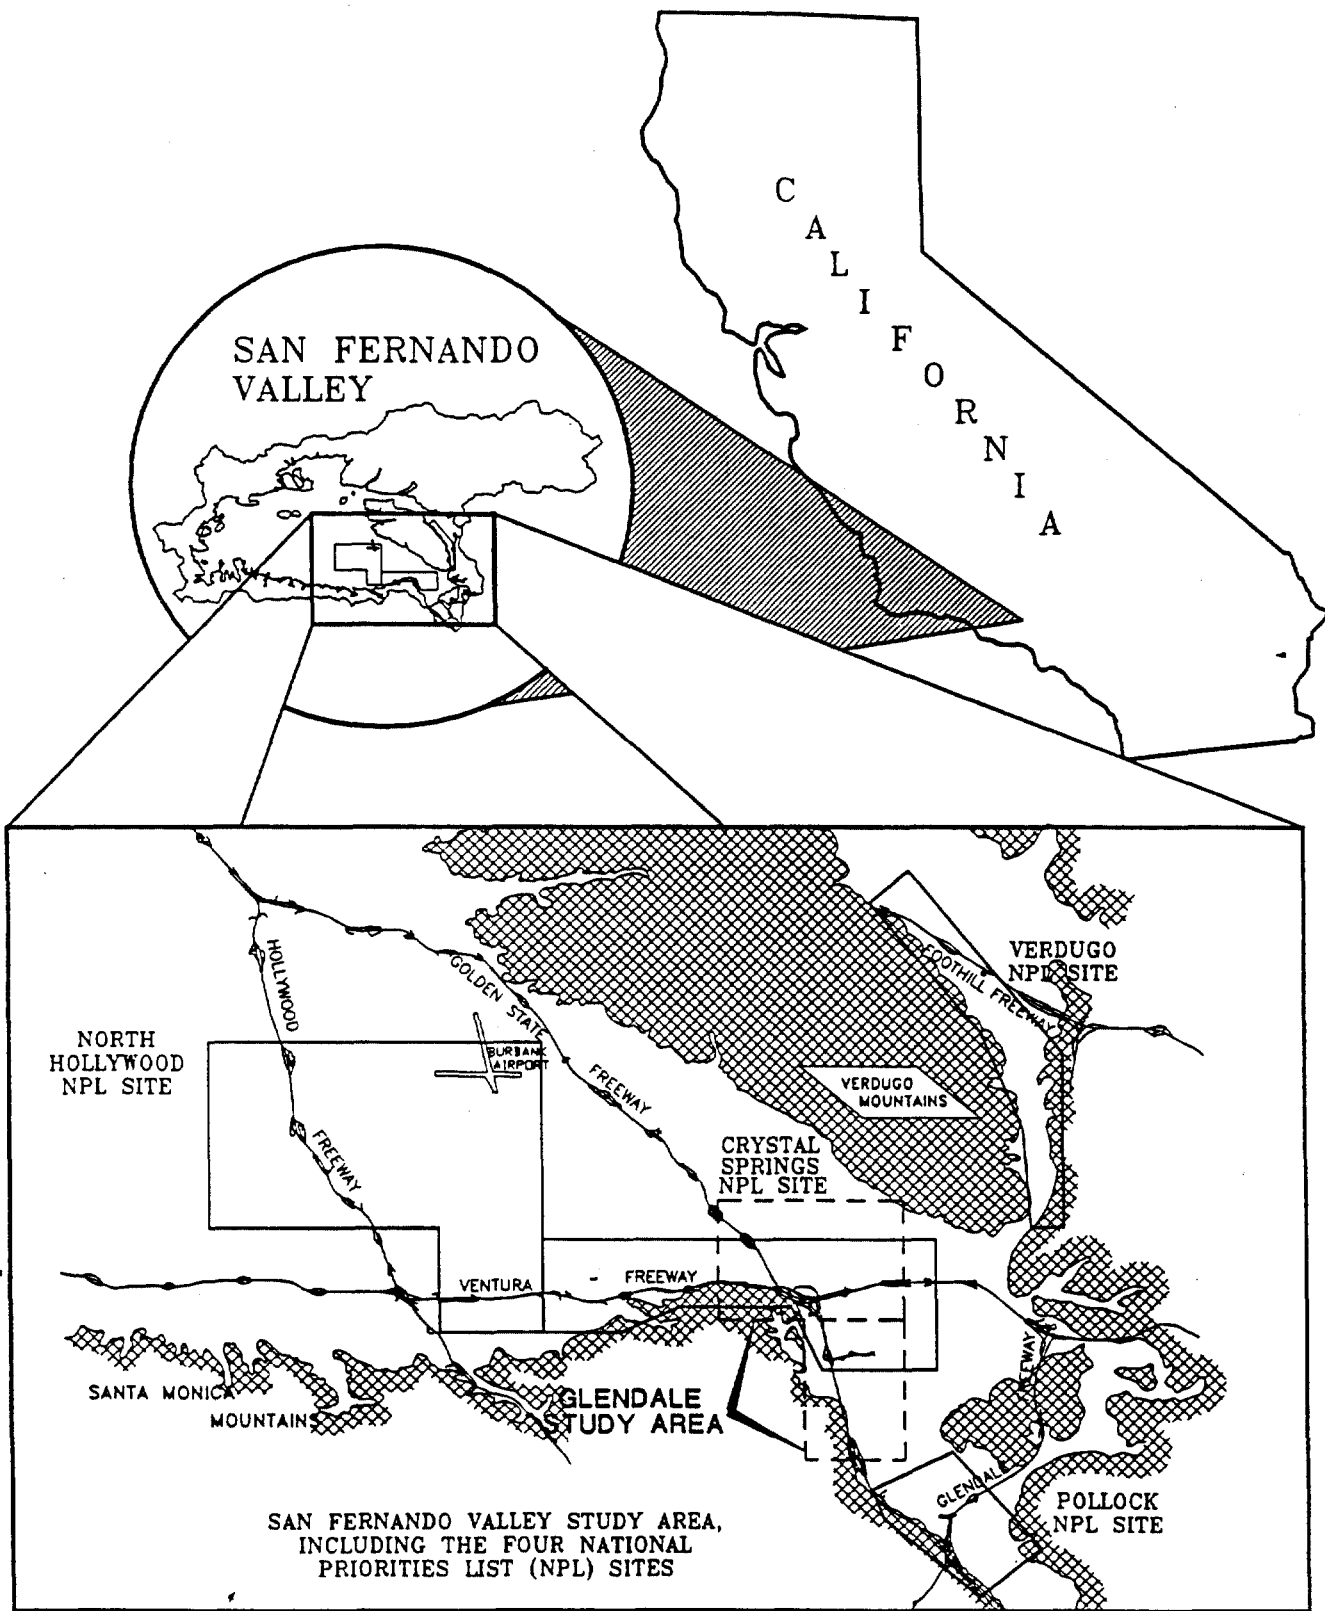 CALIFORNIA
SAN FERNANDO
VALLEY
HOLLYWOOD
FREEWAY
GOLDEN STATE
FREEWAY
FOOTHILL FREEWAY
VERDUGO
NPL SITE
NORTH
HOLLYWOOD
NPL SITE
BURBANK
AIRPORT
VERDUGO
MOUNTAINS
CRYSTAL
SPRINGS
NPL SITE
VENTURA
FREEWAY
SANTA MONICA
MOUNTAINS
GLENDALE
STUDY AREA
GLENDALE
FREEWAY
POLLOCK
NPL SITE
SAN FERNANDO VALLEY STUDY AREA,
INCLUDING THE FOUR NATIONAL
PRIORITIES LIST (NPL) SITES